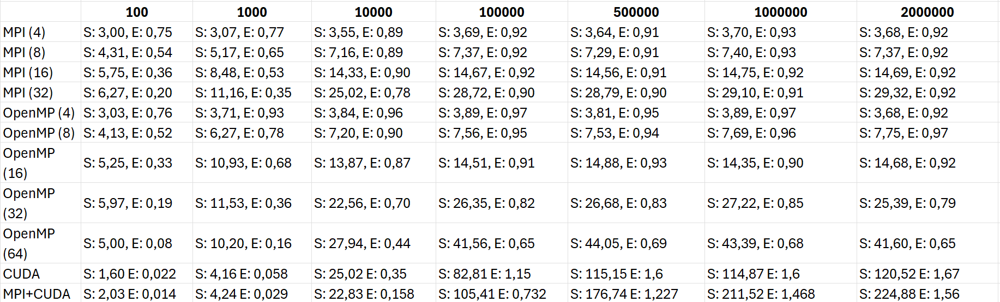 100 1000 10000 100000 500000 1000000 2000000
MPI (4) S: 3,00, E: 0,75 S: 3,07, E: 0,77 S: 3,55, E: 0,89 S: 3,69, E: 0,92 S: 3,64, E: 0,91 S: 3,70, E: 0,93 S: 3,68, E: 0,92
MPI (8) S: 4,31, E: 0,54 S: 5,17, E: 0,65 S: 7,16, E: 0,89 S: 7,37, E: 0,92 S: 7,29, E: 0,91 S: 7,40, E: 0,93 S: 7,37, E: 0,92
MPI (16) S: 5,75, E: 0,36 S: 8,48, E: 0,53 S: 14,33, E: 0,90 S: 14,67, E: 0,92 S: 14,56, E: 0,91 S: 14,75, E: 0,92 S: 14,69, E: 0,92
MPI (32) S: 6,27, E: 0,20 S: 11,16, E: 0,35 S: 25,02, E: 0,78 S: 28,72, E: 0,90 S: 28,79, E: 0,90 S: 29,10, E: 0,91 S: 29,32, E: 0,92
OpenMP (4) S: 3,03, E: 0,76 S: 3,71, E: 0,93 S: 3,84, E: 0,96 S: 3,89, E: 0,97 S: 3,81, E: 0,95 S: 3,89, E: 0,97 S: 3,68, E: 0,92
OpenMP (8) S: 4,13, E: 0,52 S: 6,27, E: 0,78 S: 7,20, E: 0,90 S: 7,56, E: 0,95 S: 7,53, E: 0,94 S: 7,69, E: 0,96 S: 7,75, E: 0,97
OpenMP
(16) S: 5,25, E: 0,33 S: 10,93, E: 0,68 S: 13,87, E: 0,87 S: 14,51, E: 0,91 S: 14,88, E: 0,93 S: 14,35, E: 0,90 S: 14,68, E: 0,92
OpenMP
(32) S: 5,97, E: 0,19 S: 11,53, E: 0,36 S: 22,56, E: 0,70 S: 26,35, E: 0,82 S: 26,68, E: 0,83 S: 27,22, E: 0,85 S: 25,39, E: 0,79
OpenMP
(64) S: 5,00, E: 0,08 S: 10,20, E: 0,16 S: 27,94, E: 0,44 S: 41,56, E: 0,65 S: 44,05, E: 0,69 S: 43,39, E: 0,68 S: 41,60, E: 0,65
CUDA S: 1,60 E: 0,022 S: 4,16 E: 0,058 S: 25,02 E: 0,35 S: 82,81 E: 1,15 S: 115,15 E: 1,6 S: 114,87 E: 1,6 S: 120,52 E: 1,67
MPI+CUDA S: 2,03 E: 0,014 S: 4,24 E: 0,029 S: 22,83 E: 0,158 S: 105,41 E: 0,732 S: 176,74 E: 1,227 S: 211,52 E: 1,468 S: 224,88 E: 1,56